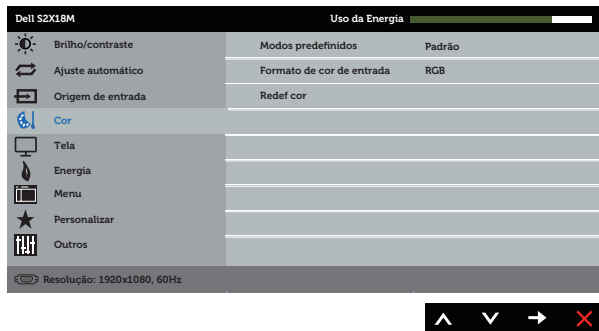 Dell S2X18M Uso da Energia
Brilho/contraste
Ajuste automático
Origem de entrada
Cor
Tela
Energia
Menu
Personalizar
Outros
Modos predefinidos Padrão
Formato de cor de entrada RGB
Redef cor
Resolução: 1920x1080, 60Hz